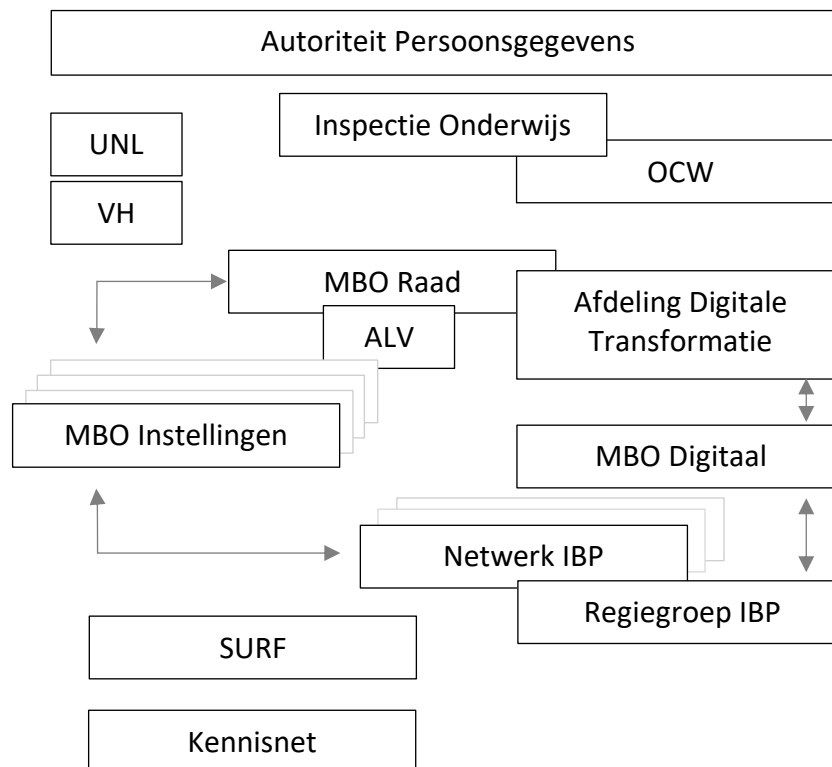 Autoriteit Persoonsgegevens
Inspectie Onderwijs
UNL
OCW
VH
MBO Raad
Afdeling Digitale
Transformatie
ALV
MBO Instellingen
MBO Digitaal
Netwerk IBP
Regiegroep IBP
SURF
Kennisnet